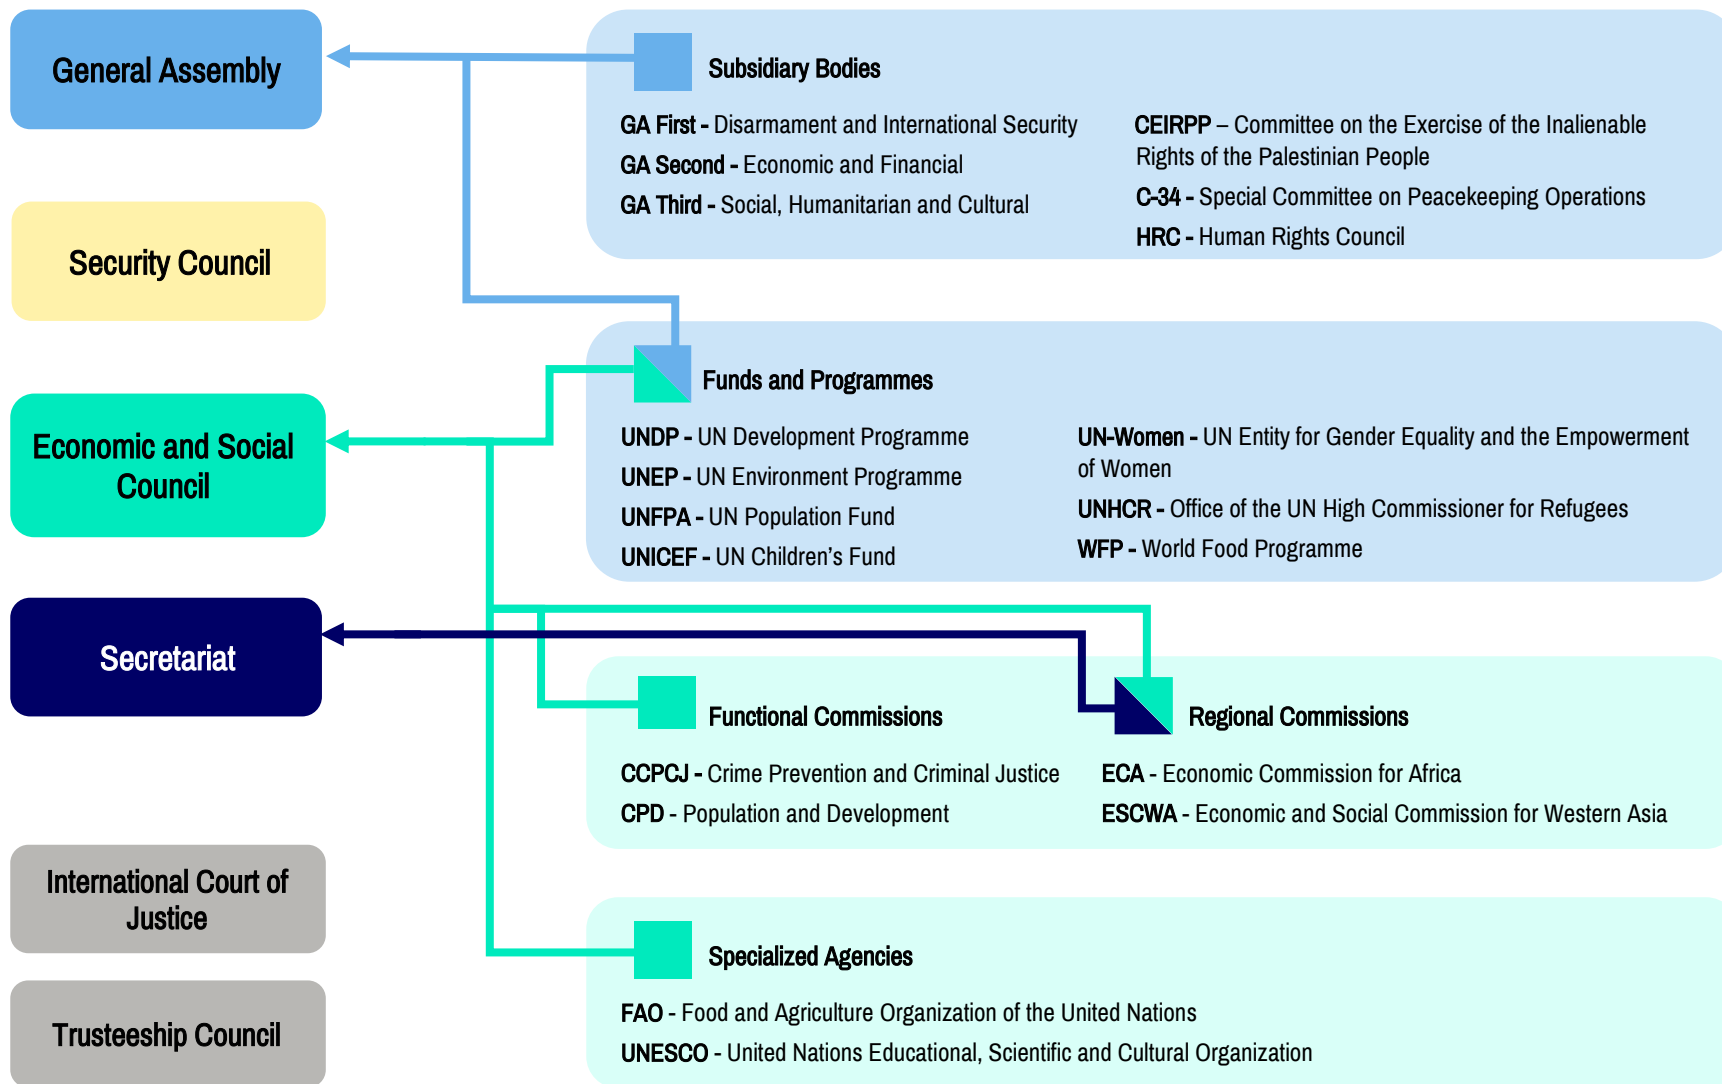 General Assembly
Security Council
Economic and Social
Council
Secretariat
International Court of
Justice
Trusteeship Council
Subsidiary Bodies
GA First - Disarmament and International Security
GA Second - Economic and Financial
GA Third - Social, Humanitarian and Cultural
CEIRPP – Committee on the Exercise of the Inalienable
Rights of the Palestinian People
C-34 - Special Committee on Peacekeeping Operations
HRC - Human Rights Council
Funds and Programmes
UNDP - UN Development Programme
UNEP - UN Environment Programme
UNFPA - UN Population Fund
UNICEF - UN Children’s Fund
UN-Women - UN Entity for Gender Equality and the Empowerment
of Women
UNHCR - Office of the UN High Commissioner for Refugees
WFP - World Food Programme
Functional Commissions
CCPCJ - Crime Prevention and Criminal Justice
CPD - Population and Development
Regional Commissions
ECA - Economic Commission for Africa
ESCWA - Economic and Social Commission for Western Asia
Specialized Agencies
FAO - Food and Agriculture Organization of the United Nations
UNESCO - United Nations Educational, Scientific and Cultural Organization